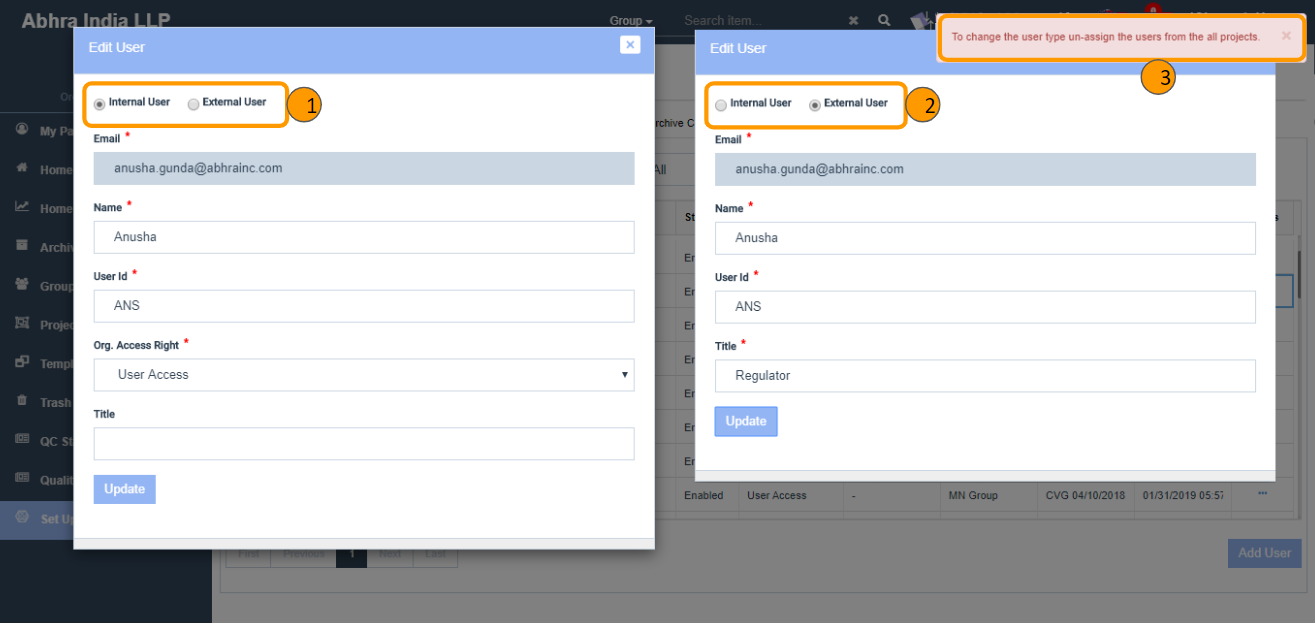 Abhra India LLP
Group
Search item...
To change the user type un-assign the users from the all projects.
3
Edit User
Internal User External User
1
Email *
anusha.gunda@abhrainc.com
Name *
Anusha
User Id *
ANS
Org. Access Right *
User Access
Title
Update
Edit User
Internal User External User
2
Email *
anusha.gunda@abhrainc.com
Name *
Anusha
User Id *
ANS
Title *
Regulator
Update
My Pa
Home
Home
Archiv
Group
Projec
Templ
Trash
QC St
Qualit
Set Up
rchive C
All
St
En
En
En
En
En
En
En
Enabled User Access - MN Group CVG 04/10/2018 01/31/2019 05:57 ...
First Previous 1 Next Last
Add User